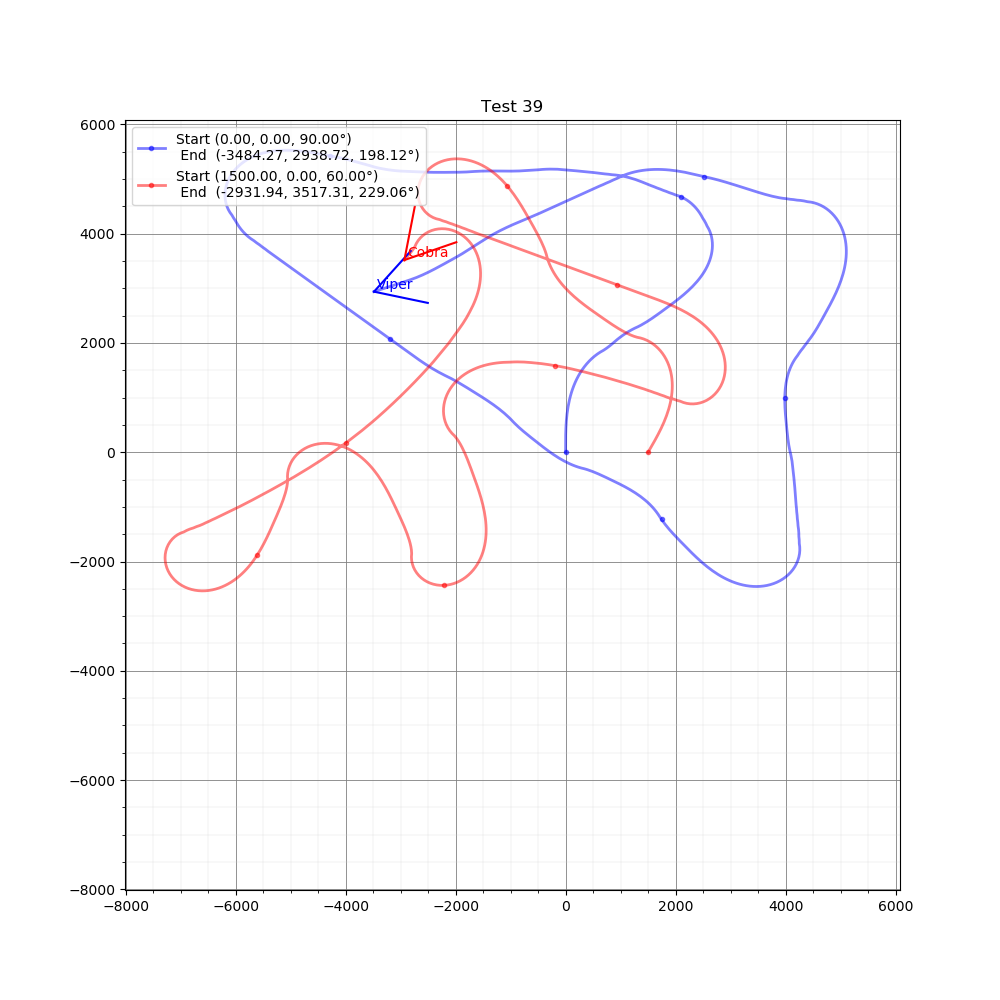 Test 39
Start (0.00, 0.00, 90.00°)
End (-3484.27, 2938.72, 198.12°)
Start (1500.00, 0.00, 60.00°)
End (-2931.94, 3517.31, 229.06°)
6000
4000
2000
0
−2000
−4000
−6000
−8000
Cobra
Viper
−8000 −6000 −4000 −2000 0 2000 4000 6000